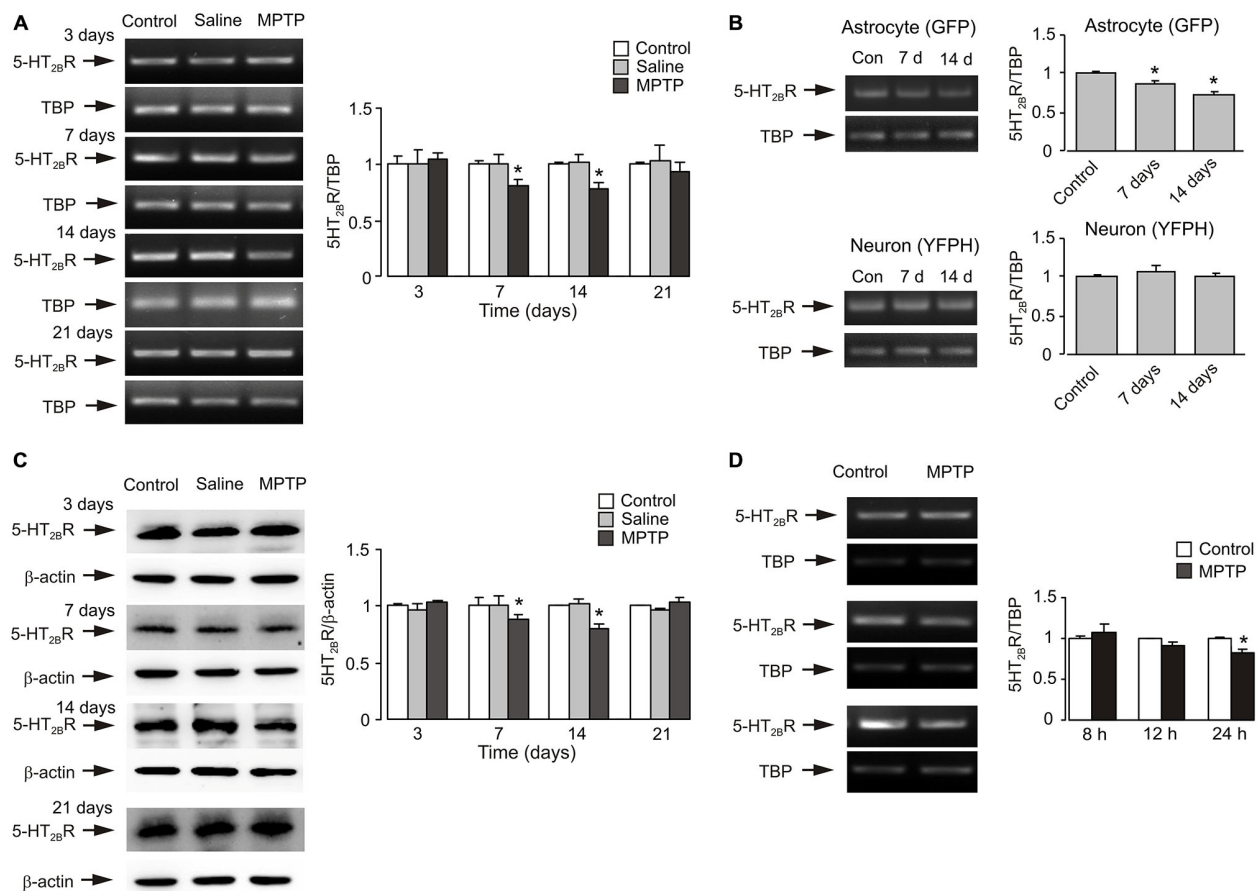 A
Control Saline MPTP
3 days
5-HT2BR
TBP
7 days
5-HT2BR
TBP
14 days
5-HT2BR
TBP
21 days
5-HT2BR
TBP
Control
Saline
MPTP
5HT2BR/TBP
1.5
1
0.5
0
* *
3 7 14 21
Time (days)
B
Astrocyte (GFP)
Con 7 d 14 d
5-HT2BR
TBP
Astrocyte (GFP)
5HT2BR/TBP
1.5
1
0.5
0
* *
Control 7 days 14 days
Neuron (YFPH)
Con 7 d 14 d
5-HT2BR
TBP
Neuron (YFPH)
5HT2BR/TBP
1.5
1
0.5
0
Control 7 days 14 days
C
Control Saline MPTP
3 days
5-HT2BR
β-actin
7 days
5-HT2BR
β-actin
14 days
5-HT2BR
β-actin
21 days
5-HT2BR
β-actin
Control
Saline
MPTP
5HT2BR/β-actin
1.5
1
0.5
0
* *
3 7 14 21
Time (days)
D
Control MPTP
5-HT2BR
TBP
5-HT2BR
TBP
5-HT2BR
TBP
Control
MPTP
5HT2BR/TBP
1.5
1
0.5
0
*
8 h 12 h 24 h